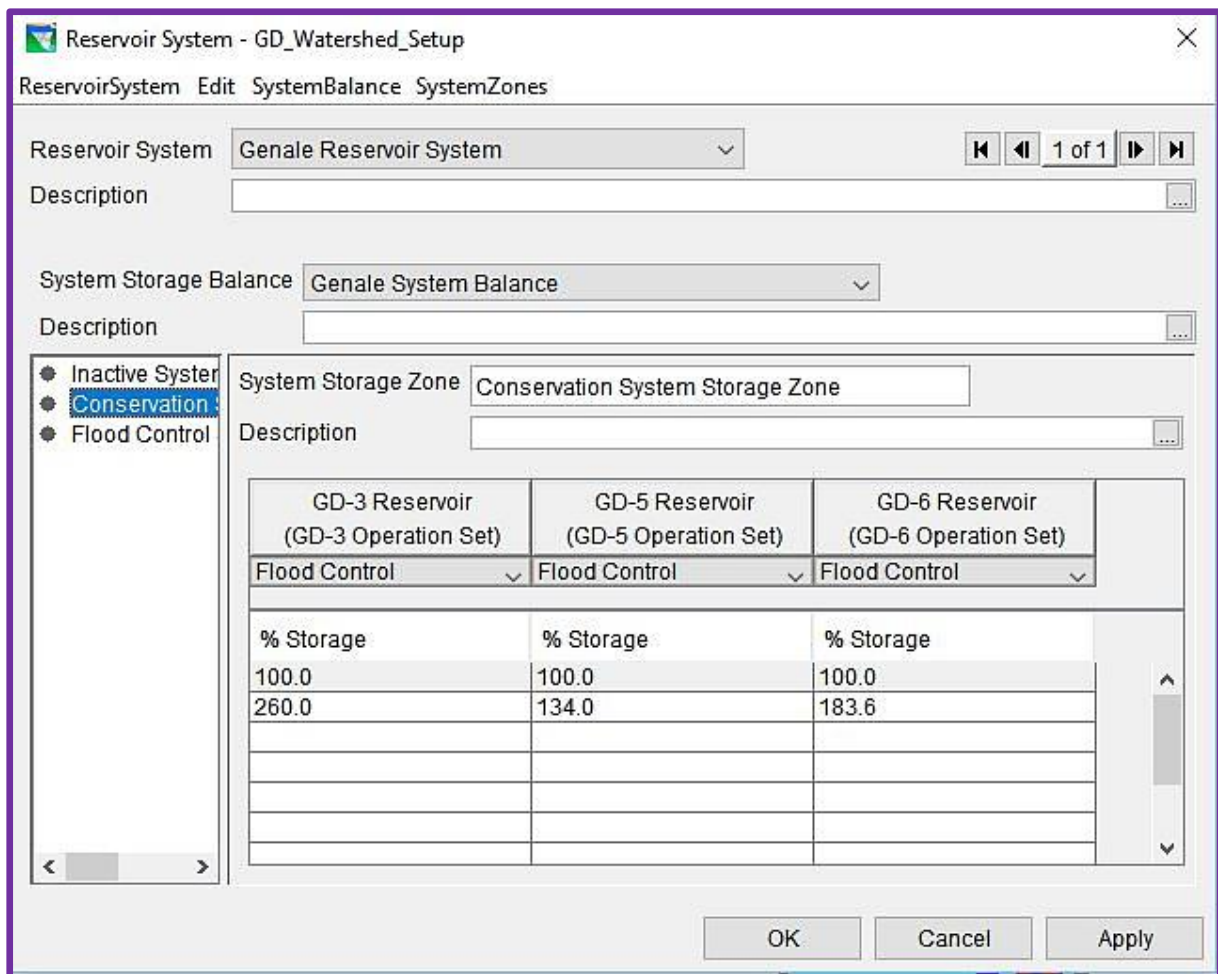 Reservoir System - GD_Watershed_Setup
ReservoirSystem Edit SystemBalance SystemZones
Reservoir System Genale Reservoir System 1 of 1
Description ...
System Storage Balance Genale System Balance
Description ...
Inactive Syster
Conservation
Flood Control
System Storage Zone Conservation System Storage Zone
Description ...
GD-3 Reservoir GD-5 Reservoir GD-6 Reservoir
(GD-3 Operation Set) (GD-5 Operation Set) (GD-6 Operation Set)
Flood Control Flood Control Flood Control
% Storage % Storage % Storage
100.0 100.0 100.0
260.0 134.0 183.6
OK Cancel Apply